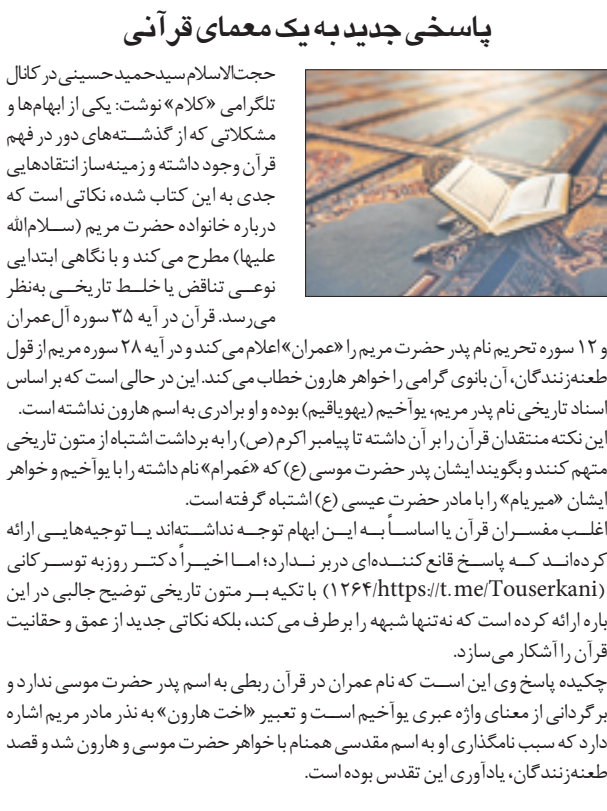 پاسخی جدید به یک معمای قرآنی
حجت‌الاسلام سیدحمید حسینی در کانال
تلگرامی «کلام» نوشت: یکی از ابهام‌ها و
مشکلاتی که از گذشته‌های دور در فهم
قرآن وجود داشته و زمینه‌ساز انتقادهایی
جدی به این کتاب شده، نکاتی است که
درباره خانواده حضرت مریم (سلام‌الله
علیها) مطرح می‌کند و با نگاهی ابتدایی
نوعی تناقض یا خلط تاریخی به‌نظر
می‌رسد. قرآن در آیه ۳۵ سوره آل‌عمران
و ۱۲ سوره تحریم نام پدر حضرت مریم را «عمران» اعلام می‌کند و در آیه ۲۸ سوره مریم از قول
طعنه‌زنندگان، آن بانوی گرامی را خواهر هارون خطاب می‌کند. این در حالی است که بر اساس
اسناد تاریخی نام پدر مریم، یوآخیم (یهویاقیم) بوده و او برادری به اسم هارون نداشته است.
این نکته منتقدان قرآن را بر آن داشته تا پیامبر اکرم (ص) را به برداشت اشتباه از متون تاریخی
متهم کنند و بگویند ایشان پدر حضرت موسی (ع) که «عَمرام» نام داشته را با یوآخیم و خواهر
ایشان «میریام» را با مادر حضرت عیسی (ع) اشتباه گرفته است.
اغلب مفسران قرآن یا اساساً به این ابهام توجه نداشته‌اند یا توجیه‌هایی ارائه
کرده‌اند که پاسخ قانع‌کننده‌ای دربر ندارد؛ اما اخیراً دکتر روزبه توسرکانی
(۱۲۶۴/https://t.me/Touserkani) با تکیه بر متون تاریخی توضیح جالبی در این
باره ارائه کرده است که نه‌تنها شبهه را برطرف می‌کند، بلکه نکاتی جدید از عمق و حقانیت
قرآن را آشکار می‌سازد.
چکیده پاسخ وی این است که نام عمران در قرآن ربطی به اسم پدر حضرت موسی ندارد و
برگردانی از معنای واژه عبری یوآخیم است و تعبیر «اخت هارون» به نذر مادر مریم اشاره
دارد که سبب نامگذاری او به اسم مقدسی همنام با خواهر حضرت موسی و هارون شد و قصد
طعنه‌زنندگان، یادآوری این تقدس بوده است.